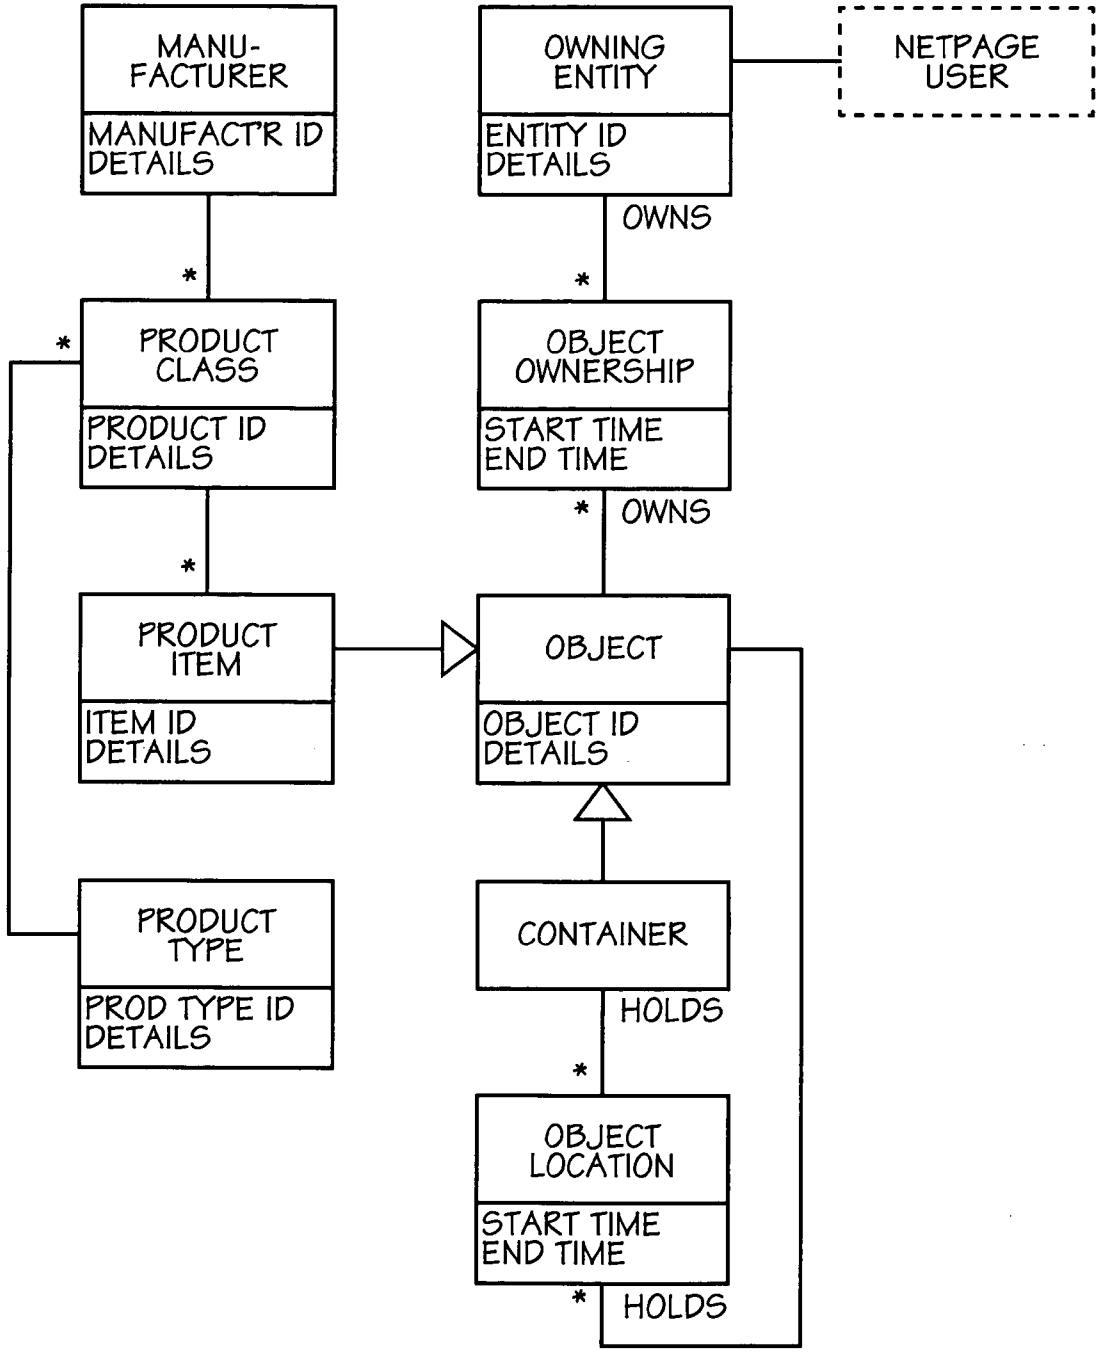 MANU-
FACTURER
MANUFACT'R ID
DETAILS
OWNING
ENTITY
ENTITY ID
DETAILS
NETPAGE
USER
OWNS
*
*
PRODUCT
CLASS
PRODUCT ID
DETAILS
*
OBJECT
OWNERSHIP
START TIME
END TIME
* OWNS
*
PRODUCT
ITEM
ITEM ID
DETAILS
OBJECT
OBJECT ID
DETAILS
PRODUCT
TYPE
PROD TYPE ID
DETAILS
CONTAINER
HOLDS
*
OBJECT
LOCATION
START TIME
END TIME
* HOLDS